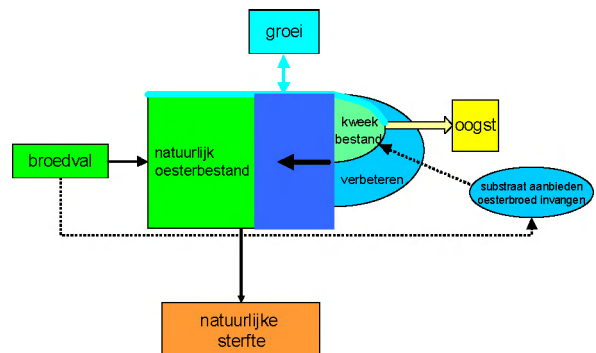 groei
kweek
bestand
oogst
natuurlijk
oesterbestand
broedval
verbeteren
substraat aanbieden
oesterbroed invangen
natuurlijke
sterfte